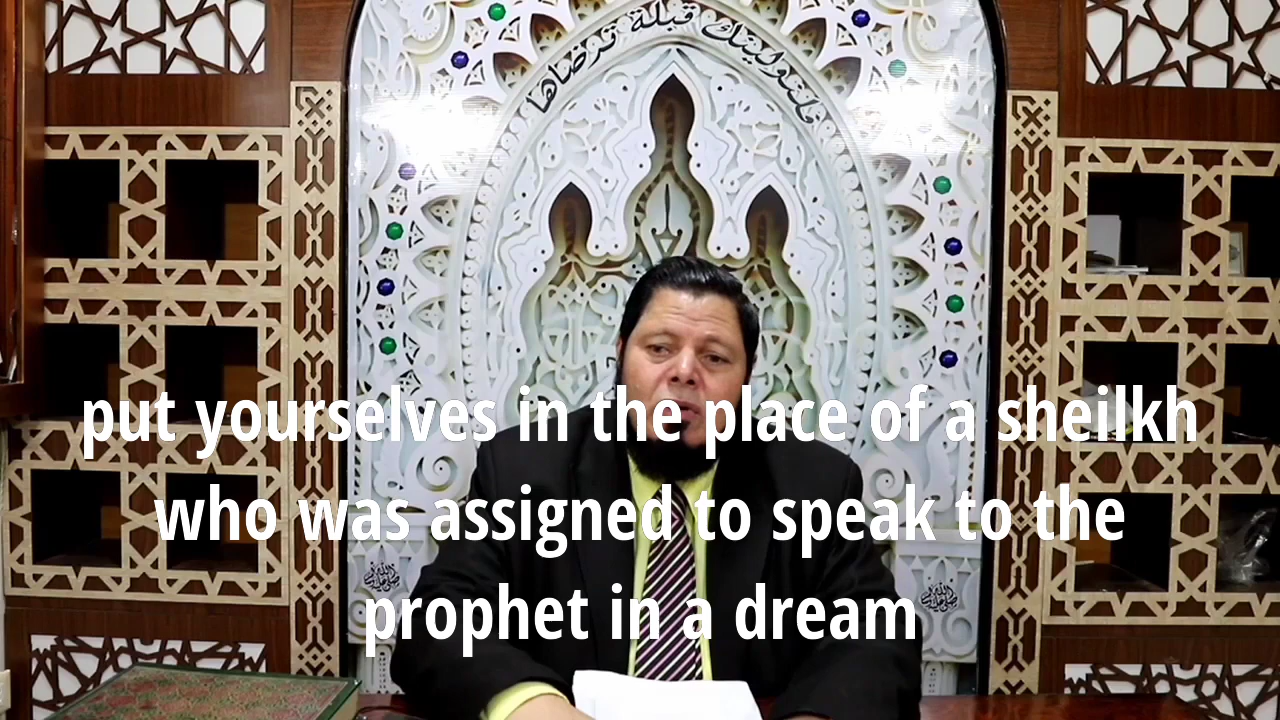 فلنولينك قبلة ترضاها
put yourselves in the place of a sheilkh
who was assigned to speak to the
prophet in a dream